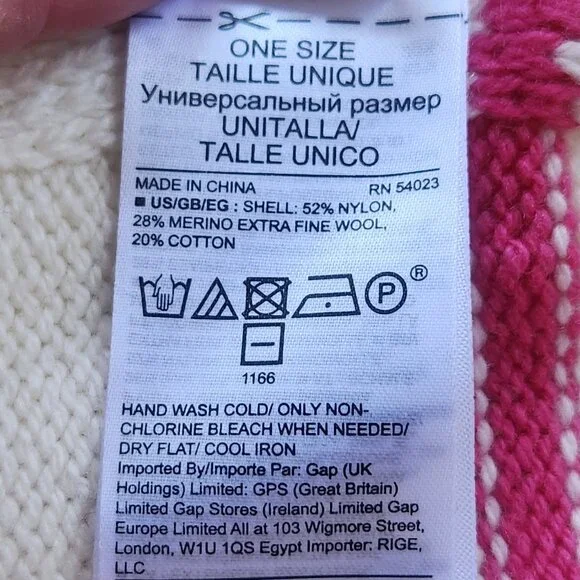 ONE SIZE
TAILLE UNIQUE
Универсальный размер
UNITALLA/
TALLE UNICO
MADE IN CHINA RN 54023
■ US/GB/EG : SHELL: 52% NYLON,
28% MERINO EXTRA FINE WOOL,
20% COTTON
P®
1166
HAND WASH COLD/ ONLY NON-
CHLORINE BLEACH WHEN NEEDED/
DRY FLAT/ COOL IRON
Imported By/Importe Par: Gap (UK
Holdings) Limited: GPS (Great Britain)
Limited Gap Stores (Ireland) Limited Gap
Europe Limited All at 103 Wigmore Street,
London, W1U 1QS Egypt Importer: RIGE,
LLC